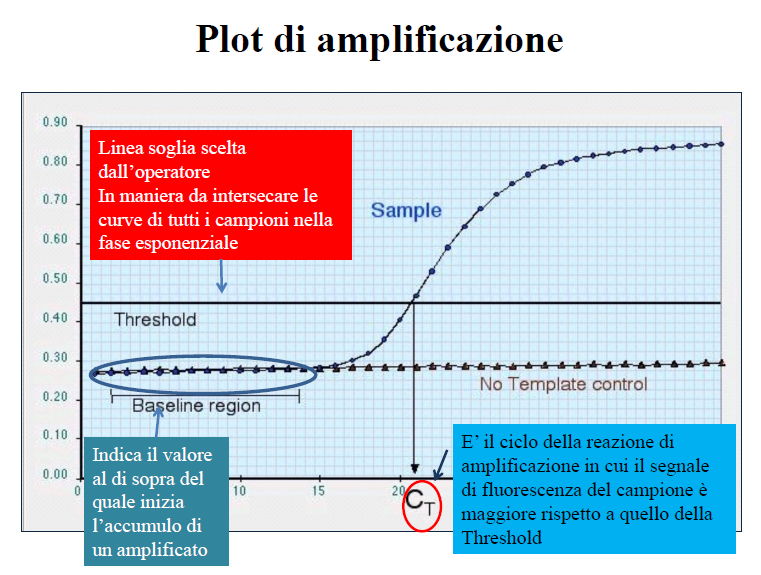 Plot di amplificazione
0.90
0.80
0.70
0.60
0.50
0.40
0.30
0.20
0.10
0.00
Linea soglia scelta
dall’operatore
In maniera da intersecare le
curve di tutti i campioni nella
fase esponenziale
Sample
Threshold
No Template control
Baseline region
Indica il valore
al di sopra del
quale inizia
l’accumulo di
un amplificato
E’ il ciclo della reazione di
amplificazione in cui il segnale
di fluorescenza del campione è
maggiore rispetto a quello della
Threshold
0 10 15 20
CT